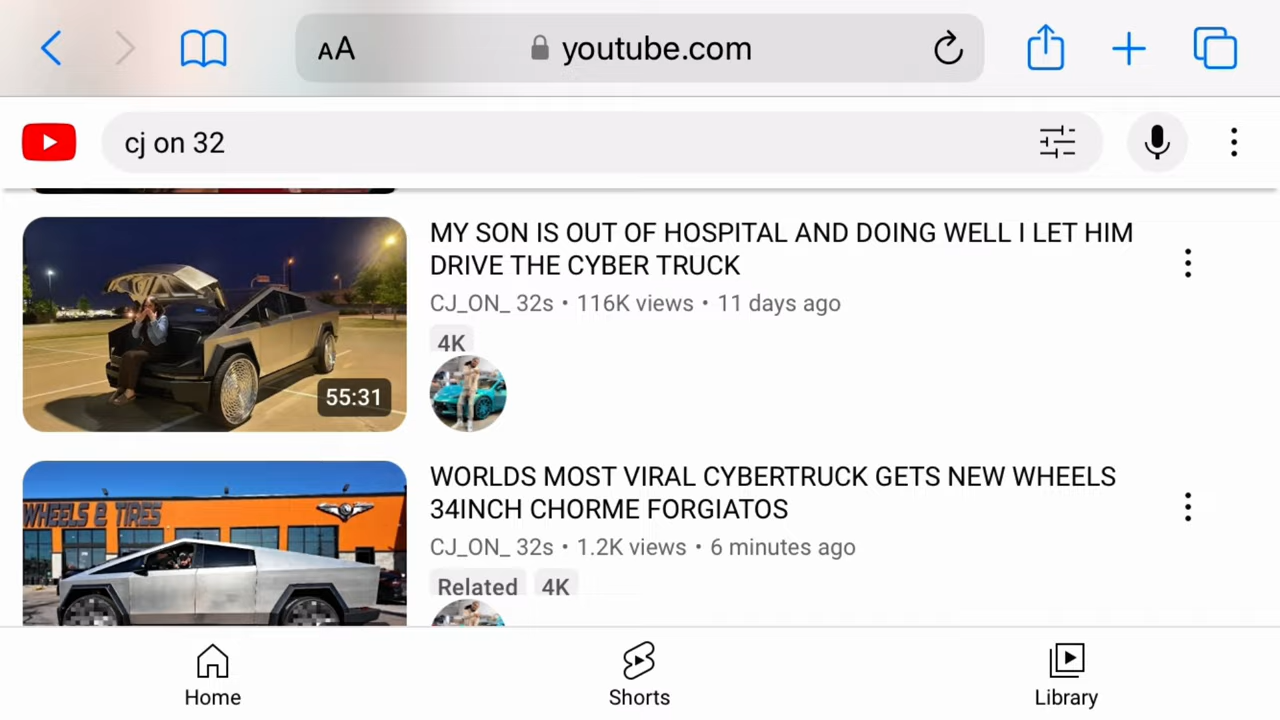 AA youtube.com
cj on 32
MY SON IS OUT OF HOSPITAL AND DOING WELL I LET HIM
DRIVE THE CYBER TRUCK
CJ_ON_ 32s • 116K views • 11 days ago
4K
55:31
WORLDS MOST VIRAL CYBERTRUCK GETS NEW WHEELS
34INCH CHORME FORGIATOS
WHEELS & TIRES
CJ_ON_ 32s • 1.2K views • 6 minutes ago
Related 4K
Home Shorts Library